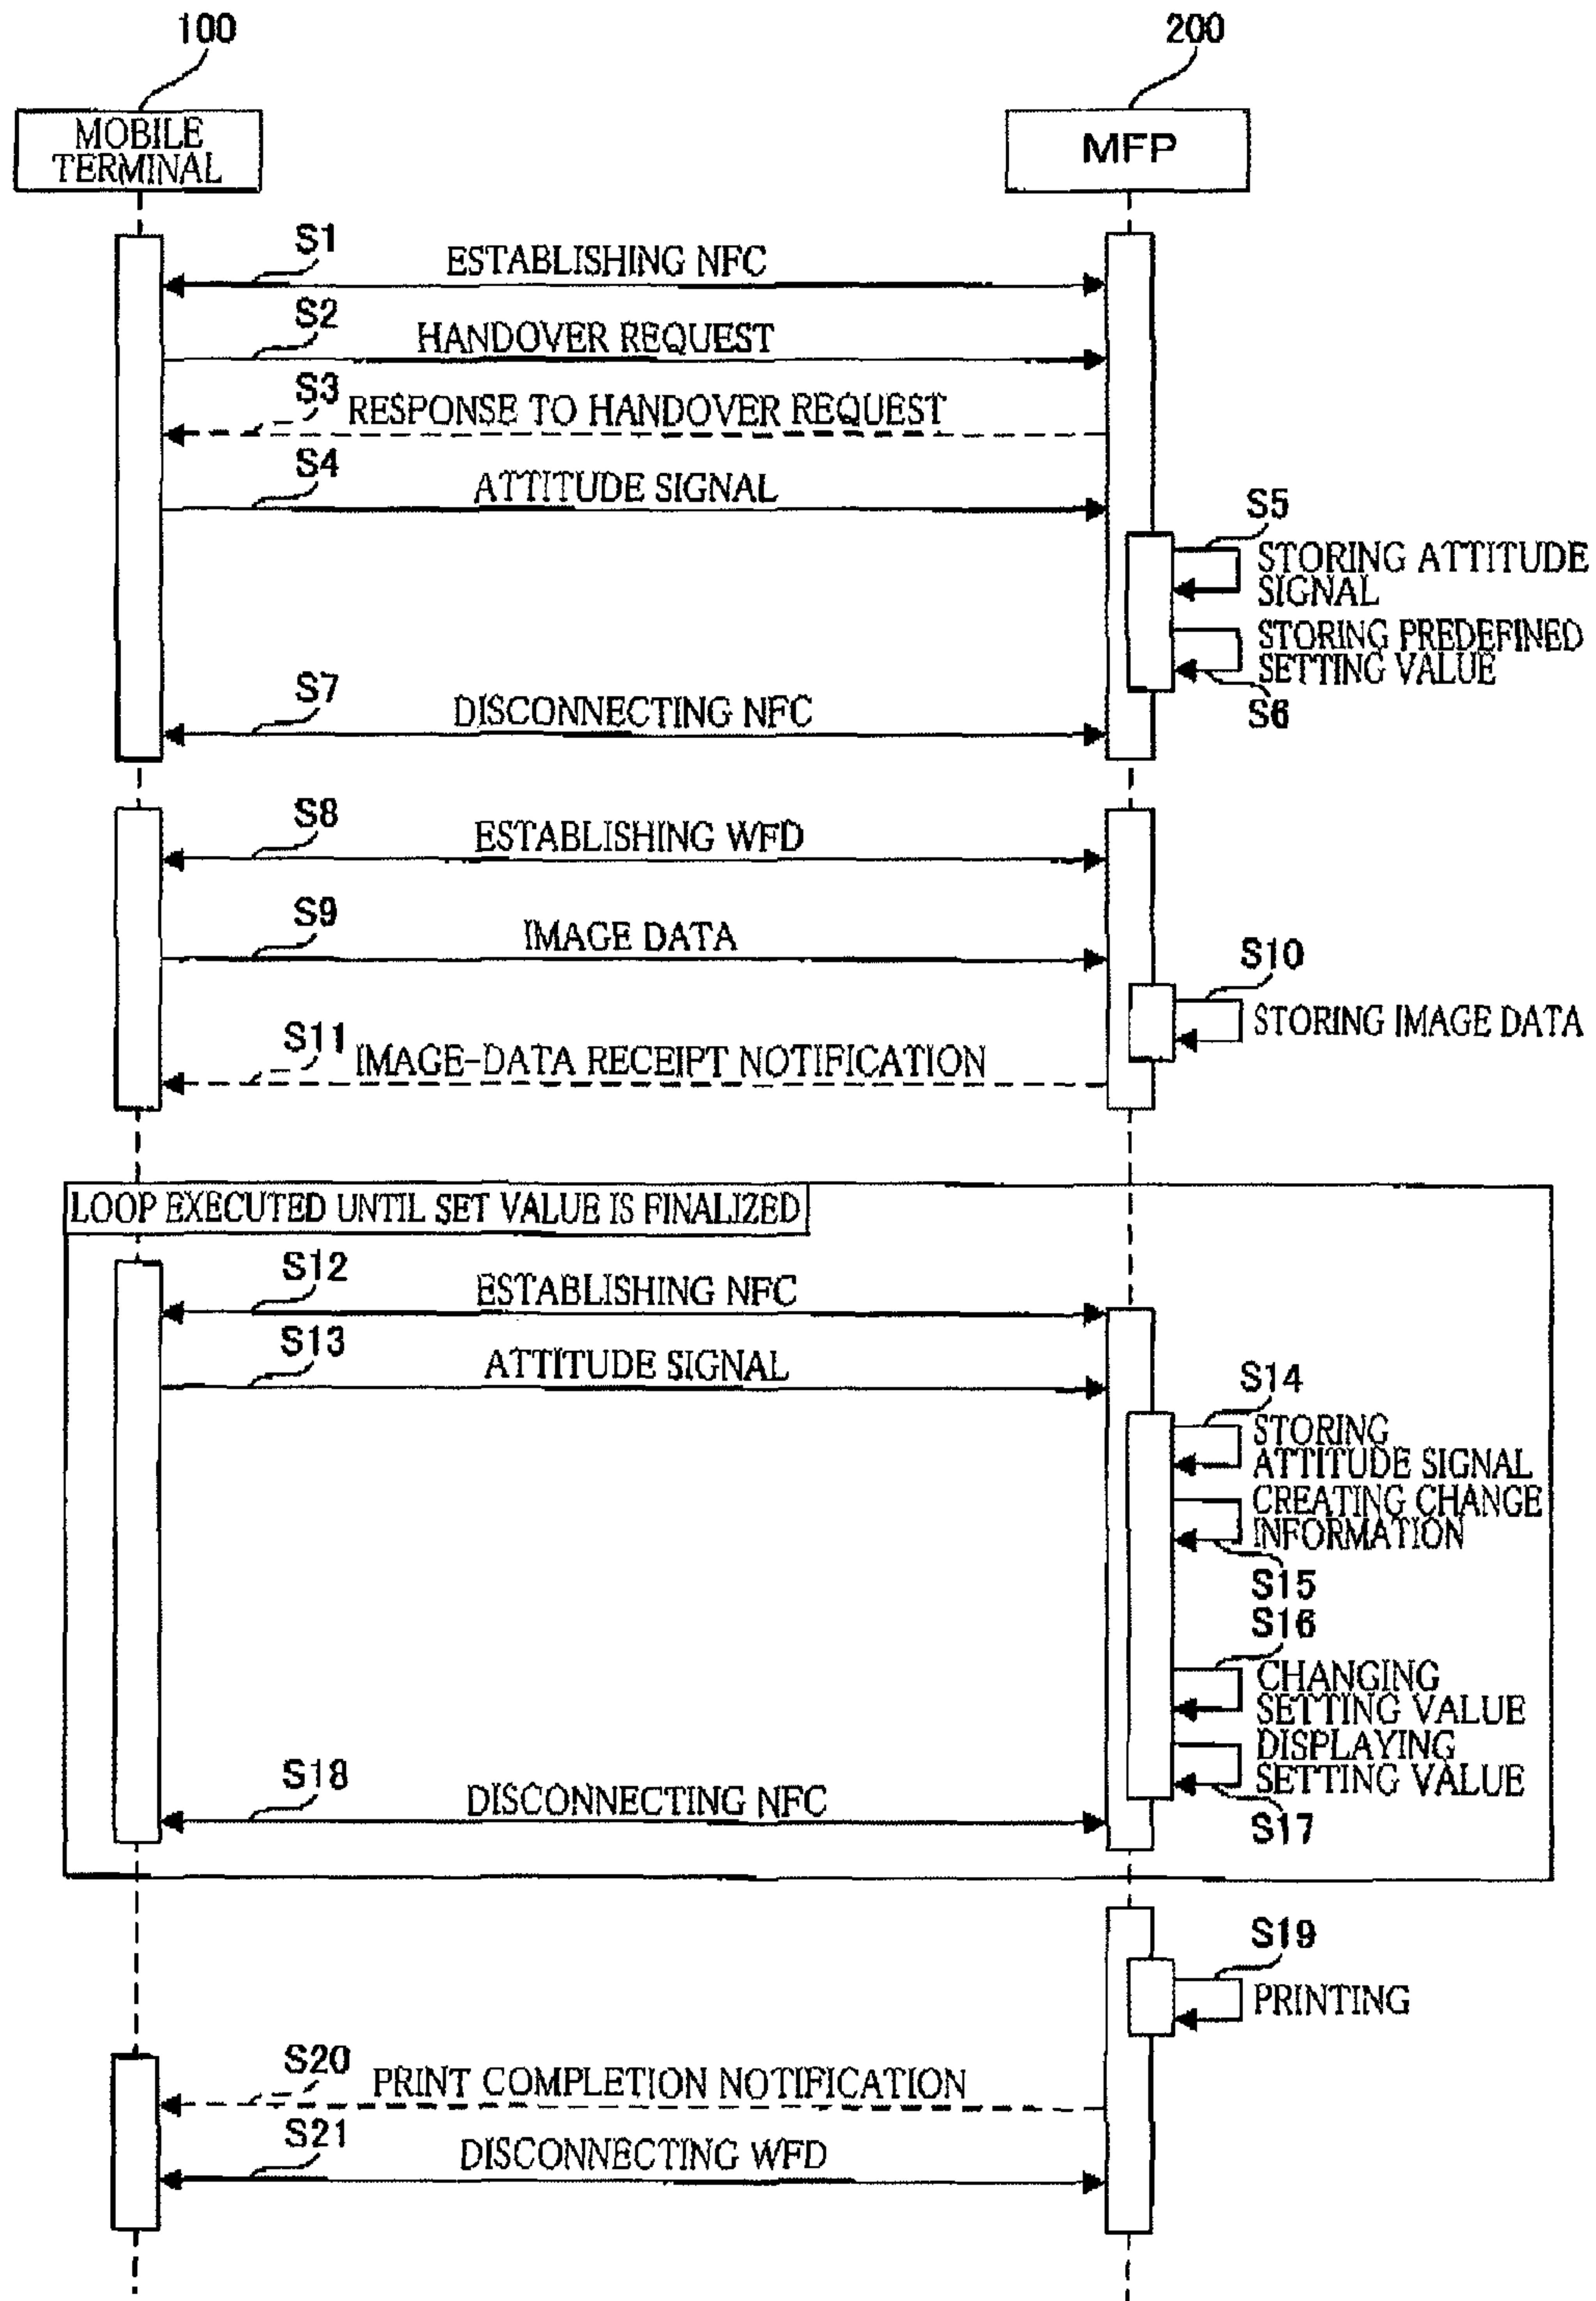 100
200
MOBILE
TERMINAL
MFP
S1
ESTABLISHING NFC
S2
HANDOVER REQUEST
S3
RESPONSE TO HANDOVER REQUEST
S4
ATTITUDE SIGNAL
S5
STORING ATTITUDE
SIGNAL
STORING PREDEFINED
SETTING VALUE
S6
S7
DISCONNECTING NFC
S8
ESTABLISHING WFD
S9
IMAGE DATA
S10
STORING IMAGE DATA
S11
IMAGE-DATA RECEIPT NOTIFICATION
LOOP EXECUTED UNTIL SET VALUE IS FINALIZED
S12
ESTABLISHING NFC
S13
ATTITUDE SIGNAL
S14
STORING
ATTITUDE SIGNAL
CREATING CHANGE
INFORMATION
S15
S16
CHANGING
SETTING VALUE
DISPLAYING
SETTING VALUE
S17
S18
DISCONNECTING NFC
S19
PRINTING
S20
PRINT COMPLETION NOTIFICATION
S21
DISCONNECTING WFD